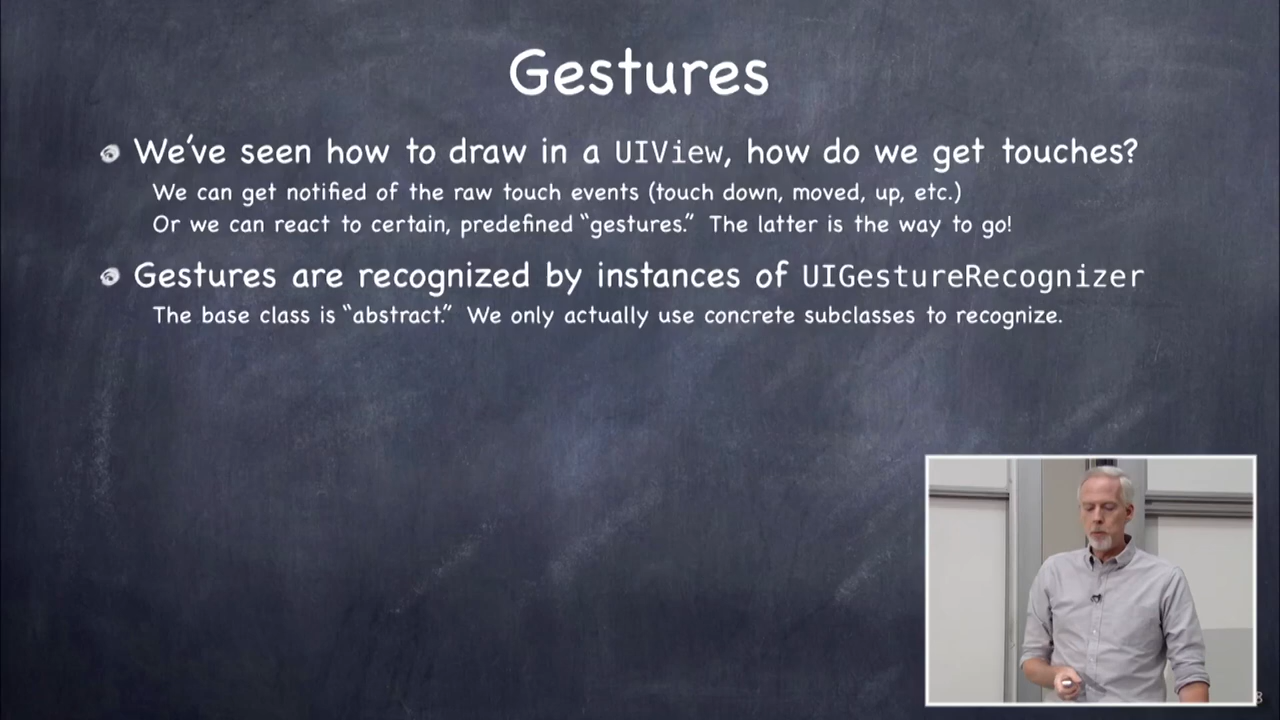 Gestures
We've seen how to draw in a UIView, how do we get touches?
We can get notified of the raw touch events (touch down, moved, up, etc.)
Or we can react to certain, predefined “gestures.” The latter is the way to go!
Gestures are recognized by instances of UIGestureRecognizer
The base class is “abstract.” We only actually use concrete subclasses to recognize.
8